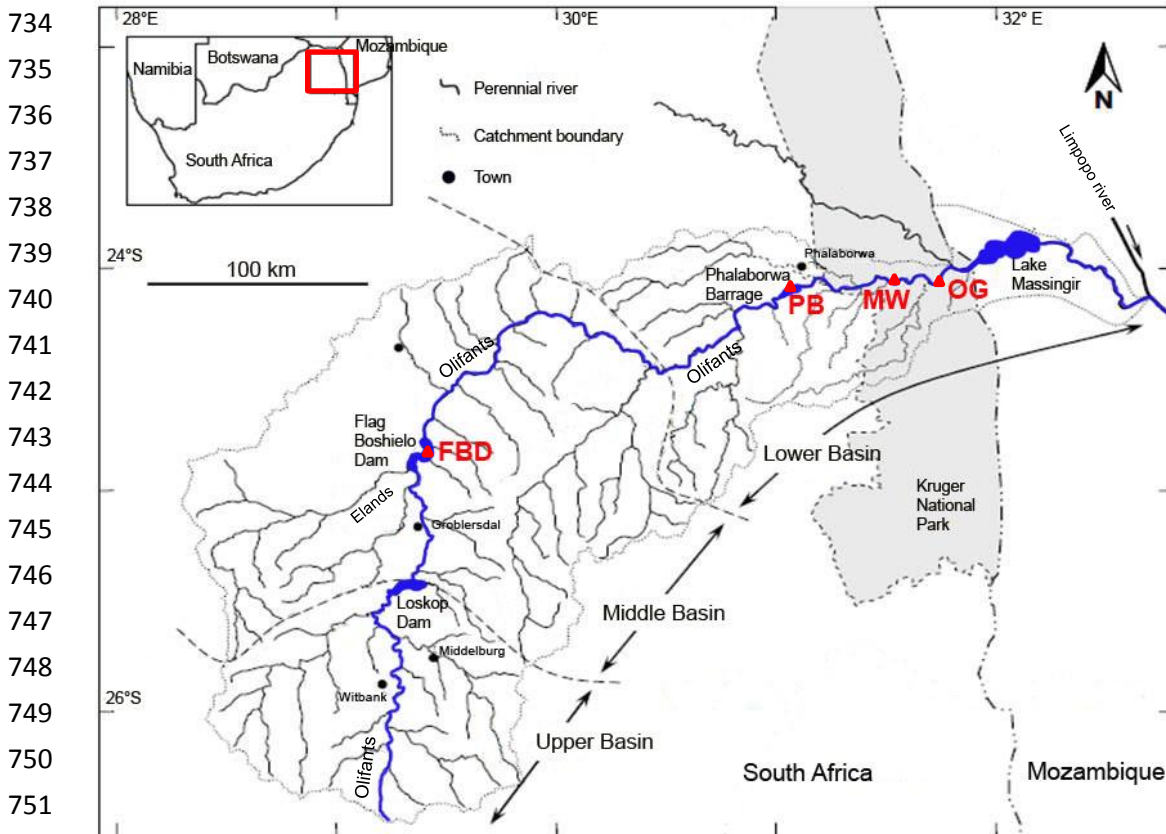 734
735
736
737
738
739
740
741
742
743
744
745
746
747
748
749
750
751
28°E
30°E
32°E
24°S
26°S
Mozambique
Botswana
Namibia
South Africa
Perennial river
Catchment boundary
Town
N
100 km
Limpopo river
Phalaborwa
Phalaborwa
Barrage
PB
MW
OG
Lake
Massingir
Olifants
Olifants
Flag
Boshielo
Dam
FBD
Elands
Groblersdal
Lower Basin
Kruger
National
Park
Loskop
Dam
Middle Basin
Middelburg
Witbank
Upper Basin
Olifants
South Africa
Mozambique